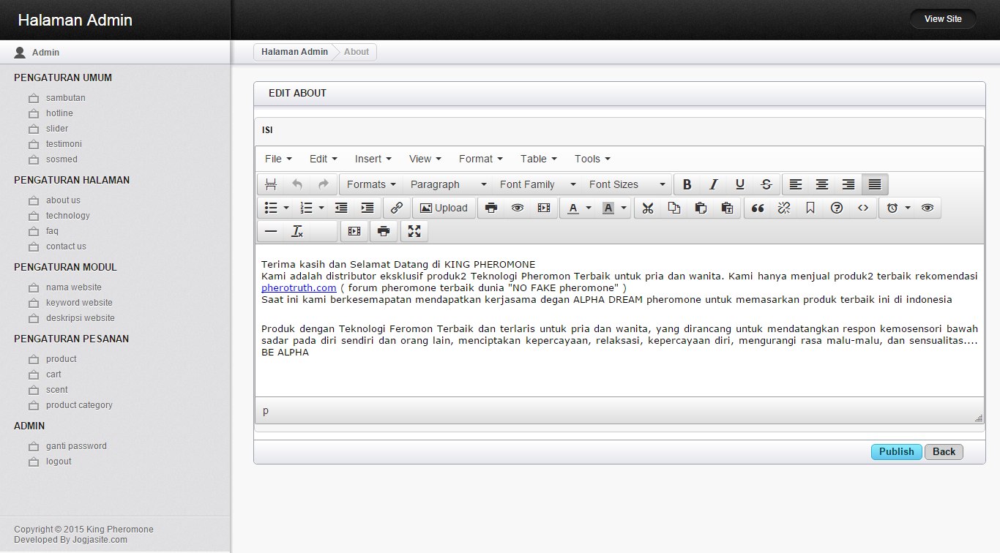 Halaman Admin
View Site
Admin
Halaman Admin
About
PENGATURAN UMUM
sambutan
hotline
slider
testimoni
sosmed
PENGATURAN HALAMAN
about us
technology
faq
contact us
PENGATURAN MODUL
nama website
keyword website
deskripsi website
PENGATURAN PESANAN
product
cart
scent
product category
ADMIN
ganti password
logout
Copyright © 2015 King Pheromone
Developed By Jogjasite.com
EDIT ABOUT
ISI
File Edit Insert View Format Table Tools
Formats Paragraph Font Family Font Sizes
Upload
Terima kasih dan Selamat Datang di KING PHEROMONE
Kami adalah distributor eksklusif produk2 Teknologi Pheromon Terbaik untuk pria dan wanita. Kami hanya menjual produk2 terbaik rekomendasi
pherotruth.com ( forum pheromone terbaik dunia "NO FAKE pheromone" )
Saat ini kami berkesemapatan mendapatkan kerjasama degan ALPHA DREAM pheromone untuk memasarkan produk terbaik ini di indonesia
Produk dengan Teknologi Feromon Terbaik dan terlaris untuk pria dan wanita, yang dirancang untuk mendatangkan respon kemosensori bawah
sadar pada diri sendiri dan orang lain, menciptakan kepercayaan, relaksasi, kepercayaan diri, mengurangi rasa malu-malu, dan sensualitas....
BE ALPHA
p
Publish
Back